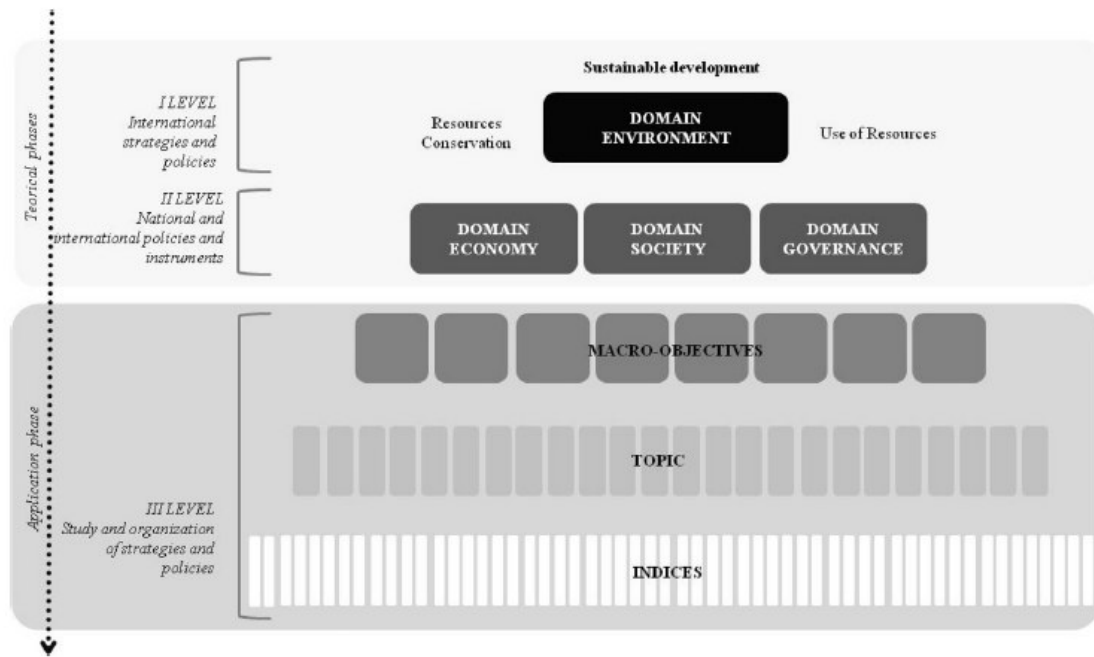 Teorical phases
I LEVEL
International
strategies and
policies
Sustainable development
Resources
Conservation
DOMAIN
ENVIRONMENT
Use of Resources
II LEVEL
National and
international policies and
instruments
DOMAIN
ECONOMY
DOMAIN
SOCIETY
DOMAIN
GOVERNANCE
Application phase
III LEVEL
Study and organization
of strategies and
policies
MACRO-OBJECTIVES
TOPIC
INDICES